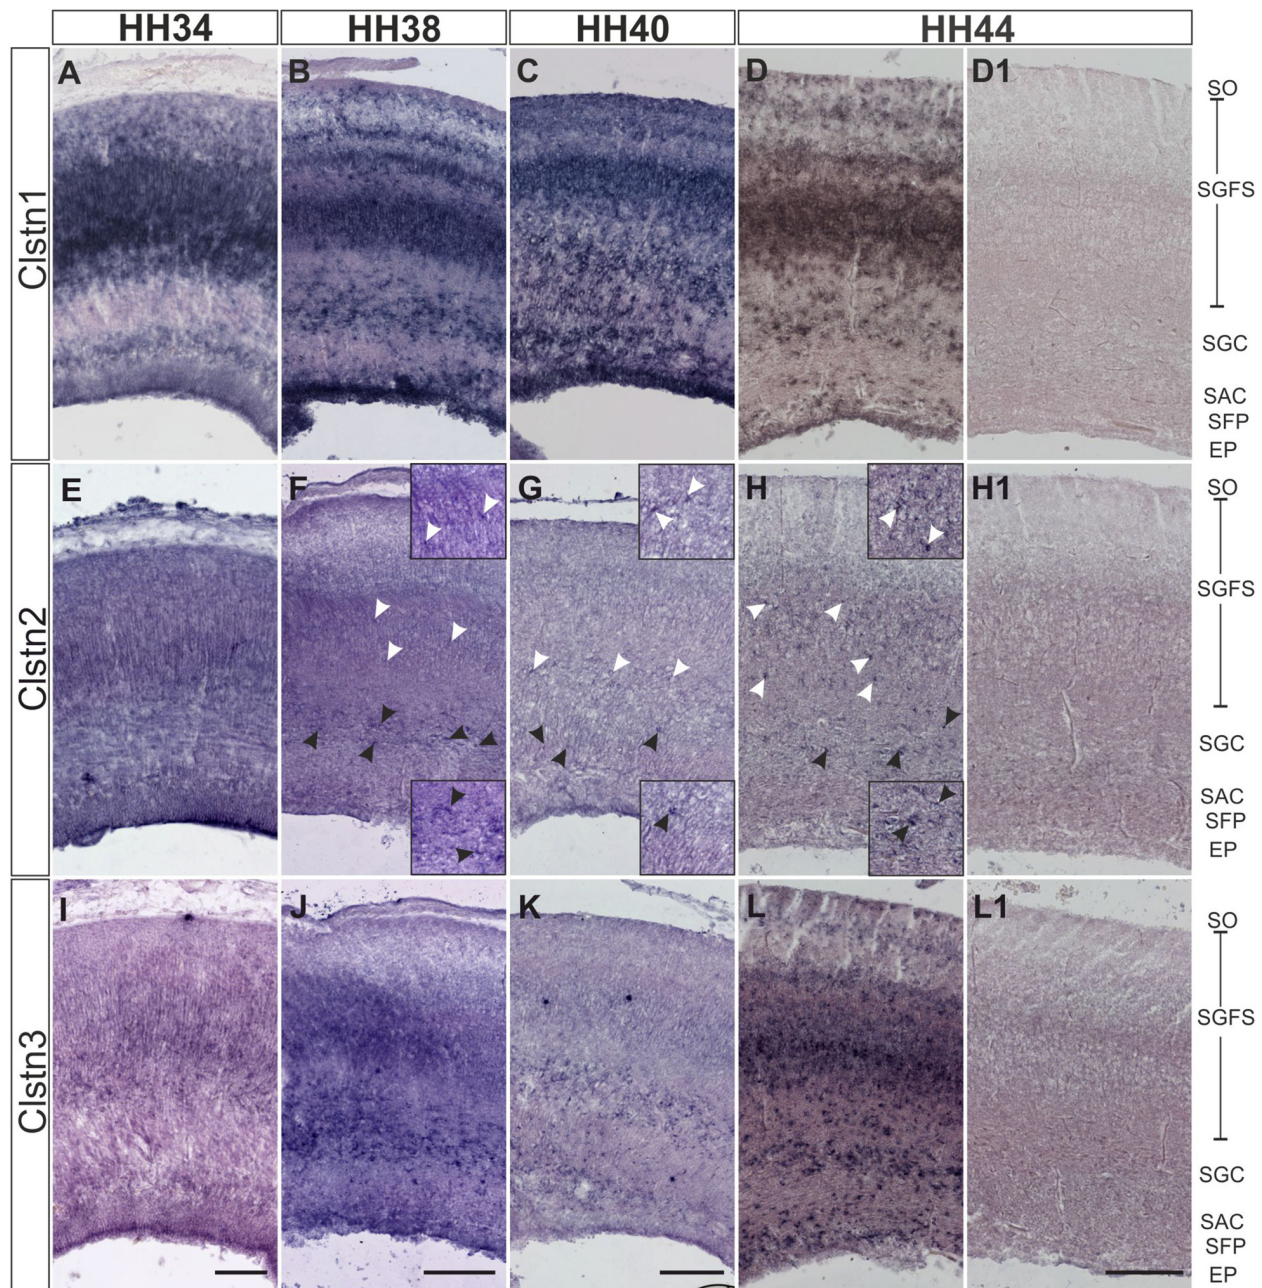 HH34 HH38 HH40 HH44
Clstn1
A B C D D1
SO
SGFS
SGC
SAC
SFP
EP
Clstn2
E F G H H1
SO
SGFS
SGC
SAC
SFP
EP
Clstn3
I J K L L1
SO
SGFS
SGC
SAC
SFP
EP